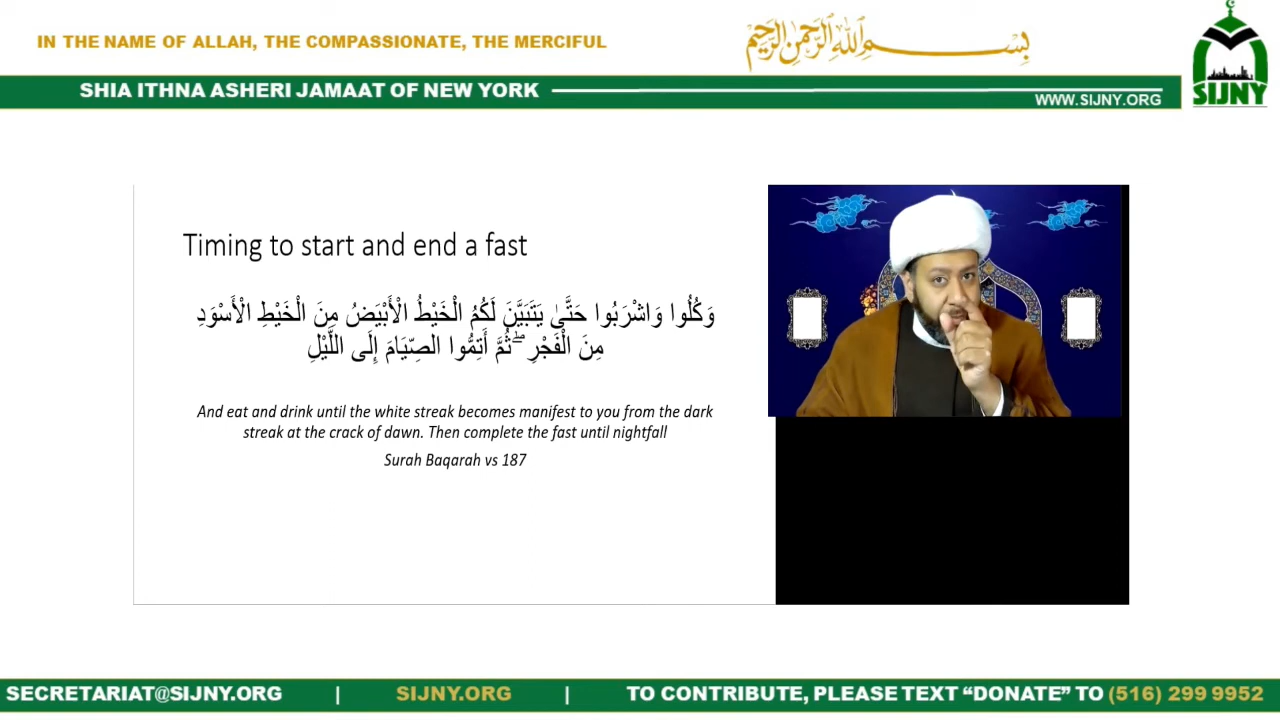 IN THE NAME OF ALLAH, THE COMPASSIONATE, THE MERCIFUL
بِسْمِ اللهِ الرَّحْمٰنِ الرَّحِيْمِ
SHIA ITHNA ASHERI JAMAAT OF NEW YORK
WWW.SIJNY.ORG
SIJNY
Timing to start and end a fast
وَكُلُوا وَاشْرَبُوا حَتَّىٰ يَتَبَيَّنَ لَكُمُ الْخَيْطُ الْأَبْيَضُ مِنَ الْخَيْطِ الْأَسْوَدِ
مِنَ الْفَجْرِ ۖ ثُمَّ أَتِمُّوا الصِّيَامَ إِلَى اللَّيْلِ
And eat and drink until the white streak becomes manifest to you from the dark
streak at the crack of dawn. Then complete the fast until nightfall
Surah Baqarah vs 187
SECRETARIAT@SIJNY.ORG | SIJNY.ORG | TO CONTRIBUTE, PLEASE TEXT “DONATE” TO (516) 299 9952